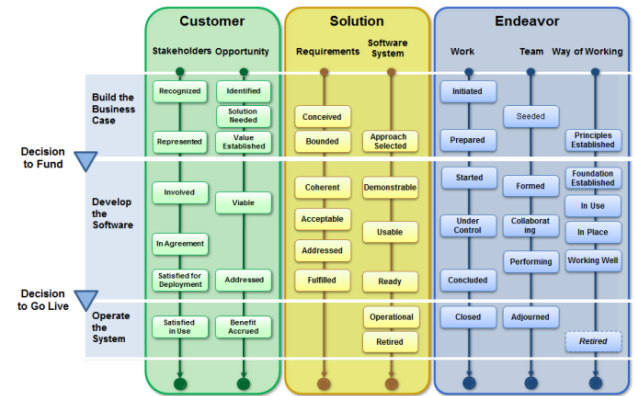 Customer
Solution
Endeavor
Stakeholders
Opportunity
Requirements
Software
System
Work
Team
Way of Working
Build the
Business
Case
Recognized
Represented
Identified
Solution
Needed
Value
Established
Conceived
Bounded
Approach
Selected
Initiated
Prepared
Seeded
Principles
Established
Decision
to Fund
Develop
the
Software
Involved
In Agreement
Satisfied for
Deployment
Viable
Addressed
Coherent
Acceptable
Addressed
Fulfilled
Demonstrable
Usable
Ready
Started
Under
Control
Concluded
Formed
Collaborat
ing
Performing
Foundation
Established
In Use
In Place
Working Well
Decision
to Go Live
Operate
the
System
Satisfied
in Use
Benefit
Accrued
Operational
Retired
Closed
Adjourned
Retired